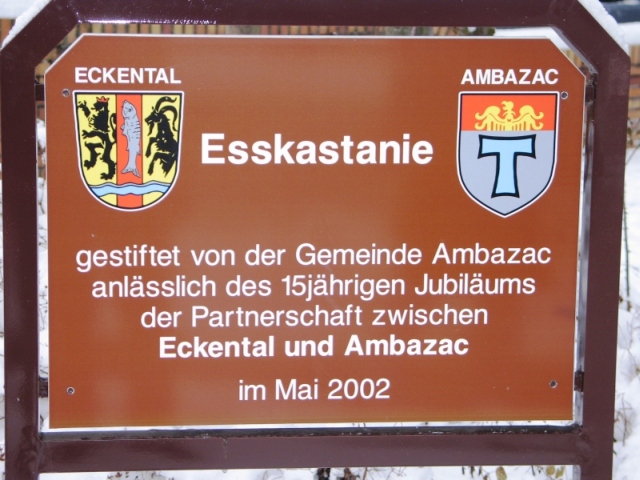 ECKENTAL
AMBAZAC
Esskastanie
gestiftet von der Gemeinde Ambazac
anlässlich des 15jährigen Jubiläums
der Partnerschaft zwischen
Eckental und Ambazac
im Mai 2002